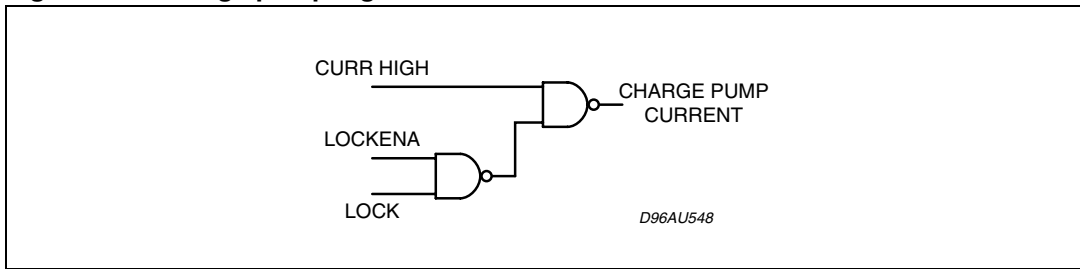 CURR HIGH
CHARGE PUMP
CURRENT
LOCKENA
LOCK
D96AU548